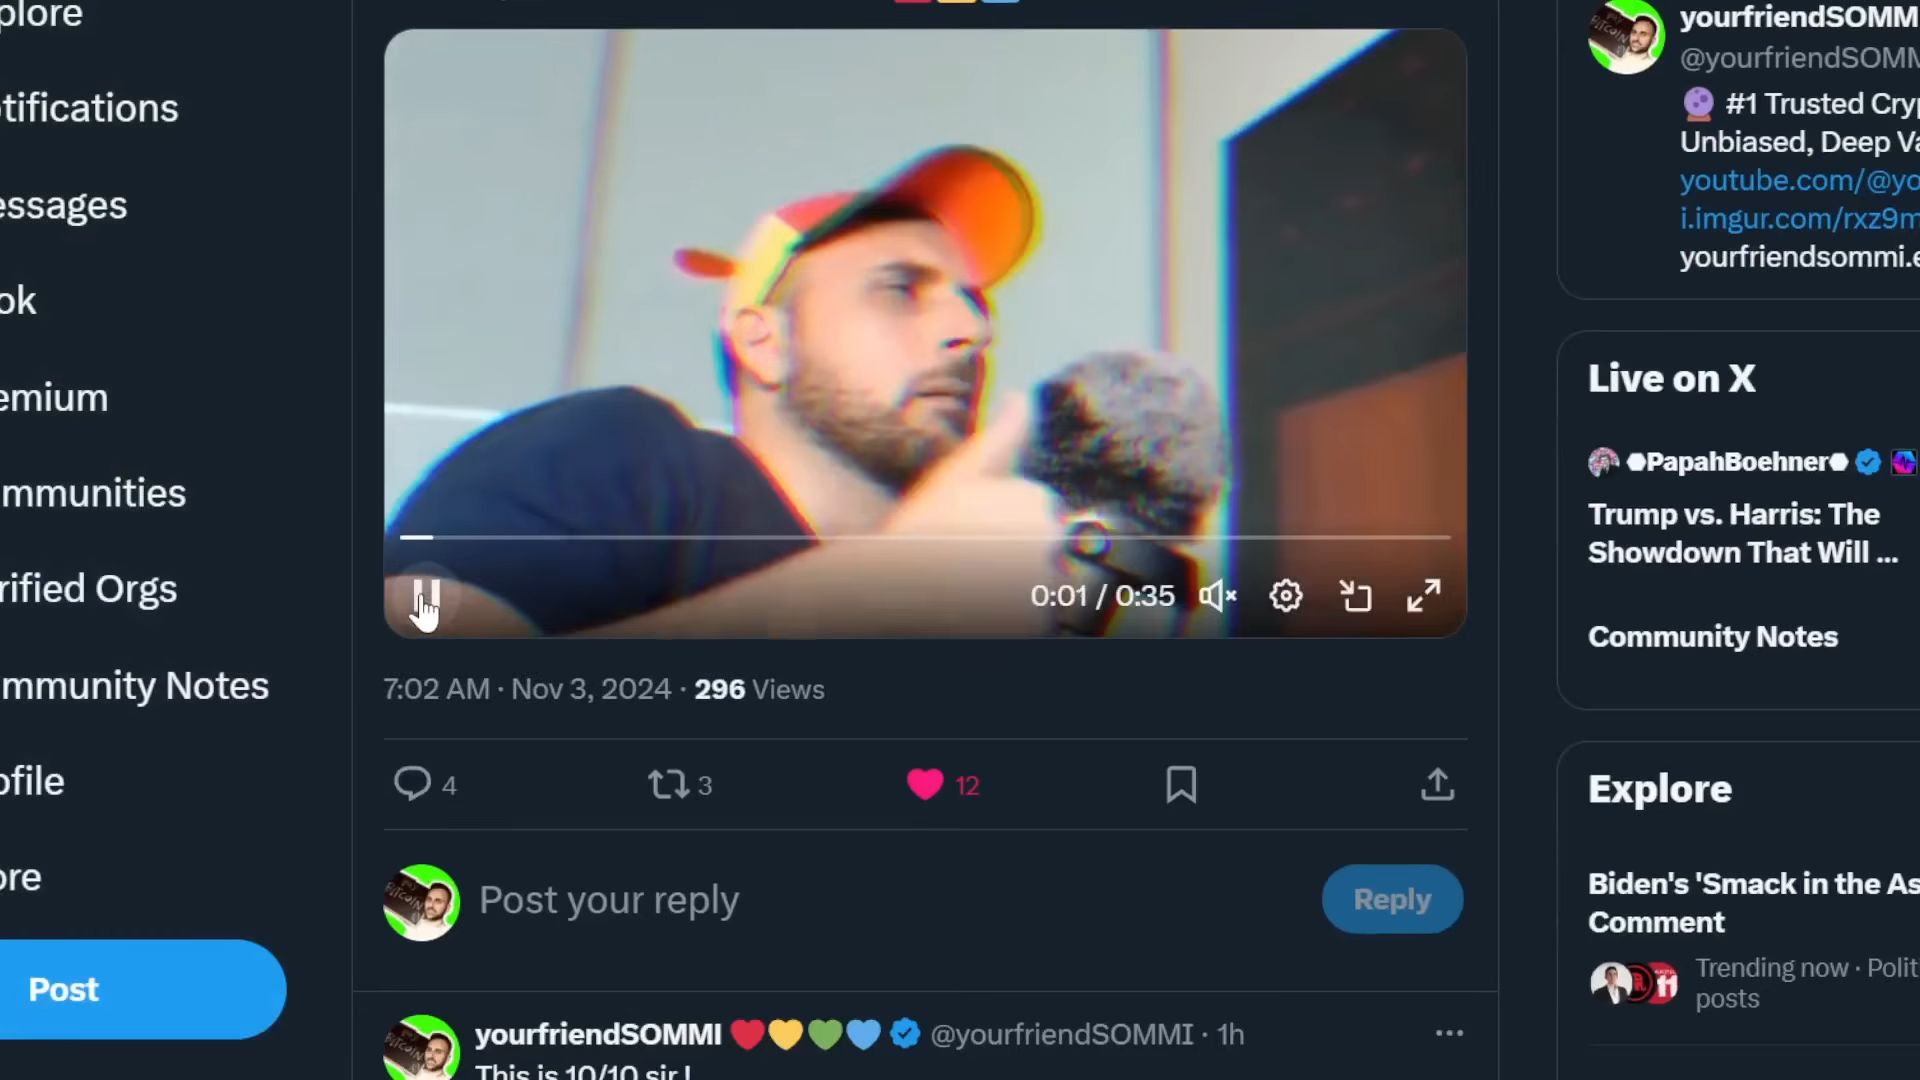 plore
otifications
essages
ok
emium
mmunities
rified Orgs
mmunity Notes
ofile
ore
Post
0:01 / 0:35
7:02 AM · Nov 3, 2024 · 296 Views
4
3
12
Post your reply
Reply
yourfriendSOMMI @yourfriendSOMMI · 1h
This is 10/10 sir !
yourfriendSOMM
@yourfriendSOMM
#1 Trusted Cryp
Unbiased, Deep Va
youtube.com/@yo
i.imgur.com/rxz9m
yourfriendsommi.e
Live on X
PapahBoehner
Trump vs. Harris: The
Showdown That Will ...
Community Notes
Explore
Biden's 'Smack in the As
Comment
Trending now · Polit
posts